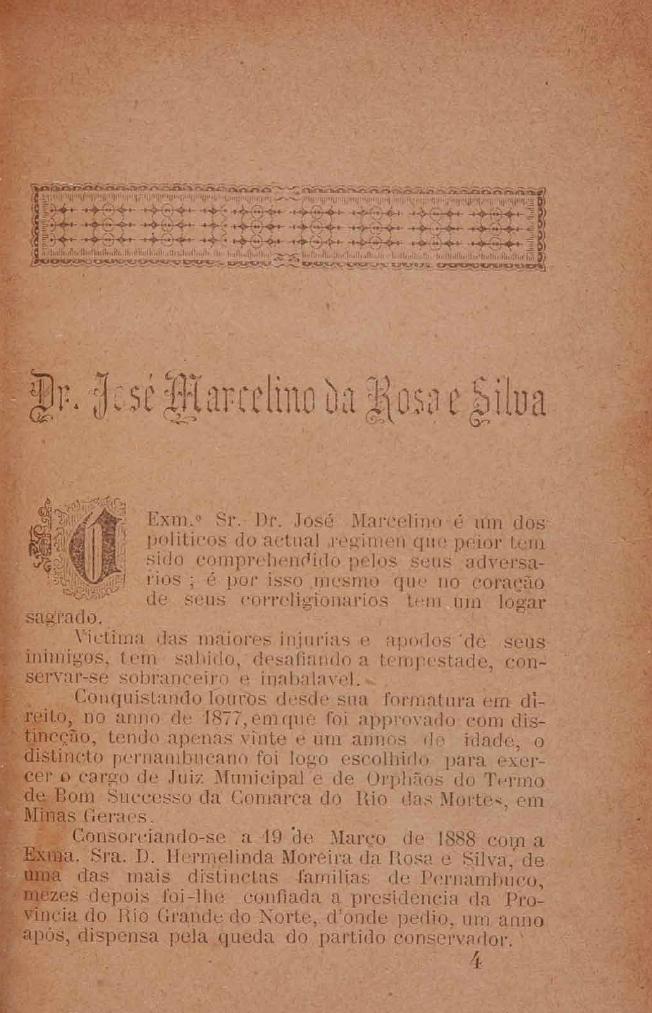 Dr. José Marcelino da Rosa e Silva
O Exm.º Sr. Dr. José Marcelino é um dos
politicos do actual regimen que peior tem
sido comprehendido pelos seus adversa-
rios ; é por isso mesmo que no coração
de seus correligionarios tem um logar
sagrado.
Victima das maiores injurias e apodos de seus
inimigos, tem sabido, desafiando a tempestade, con-
servar-se sobranceiro e inabalavel.
Conquistando louros desde sua formatura em di-
reito, no anno de 1877, em que foi approvado com dis-
tincção, tendo apenas vinte e um annos de idade, o
distincto pernambucano foi logo escolhido para exer-
cer o cargo de Juiz Municipal e de Orphãos do Termo
de Bom Successo da Comarca do Rio das Mortes, em
Minas Geraes.
Consorciando-se a 19 de Março de 1888 com a
Exma. Sra. D. Hermelinda Moreira da Rosa e Silva, de
uma das mais distinctas familias de Pernambuco,
mezes depois foi-lhe confiada a presidencia da Pro-
vincia do Rio Grande do Norte, d'onde pedio, um anno
após, dispensa pela queda do partido conservador.
4